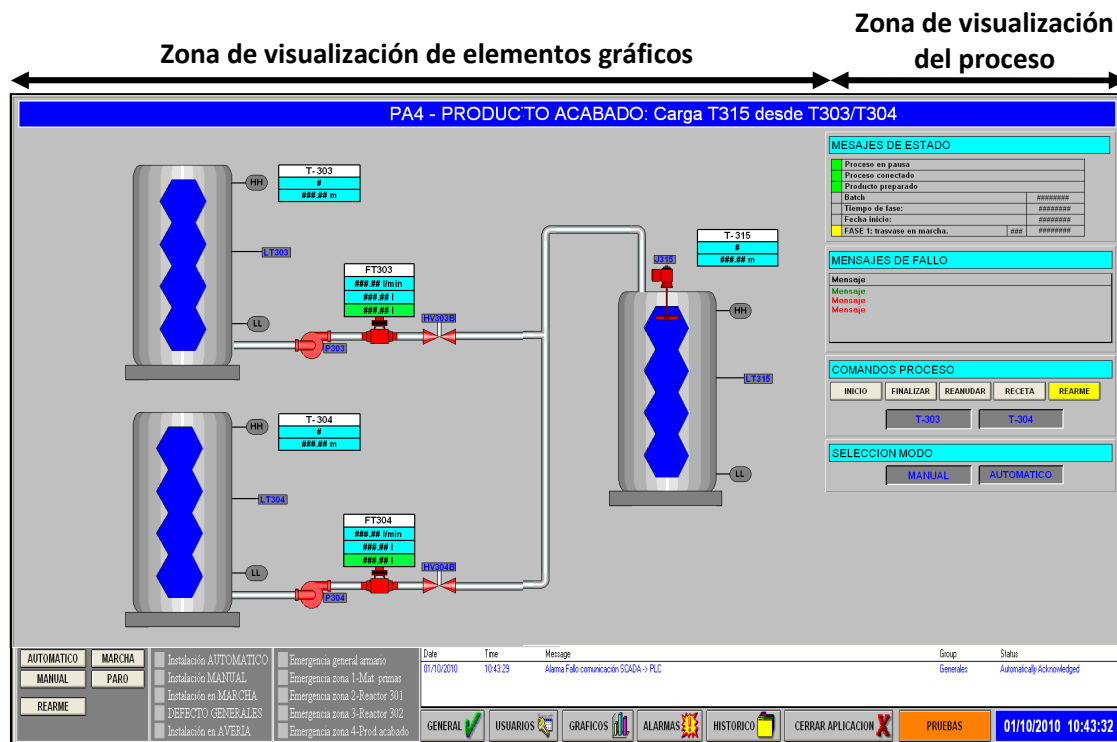 Zona de visualización de elementos gráficos
Zona de visualización
del proceso
PA4 - PRODUCTO ACABADO: Carga T315 desde T303/T304
T-303
#
###.## m
HH
LT303
LL
FT303
###.## l/min
###.## l
###.## l
HV303B
P303
T-304
#
###.## m
HH
LT304
LL
FT304
###.## l/min
###.## l
###.## l
HV304B
P304
T-315
#
###.## m
J315
HH
LT315
LL
MESAJES DE ESTADO
Proceso en pausa
Proceso conectado
Producto preparado
Batch ########
Tiempo de fase: ########
Fecha inicio: ########
FASE 1: trasvase en marcha. ### ########
MENSAJES DE FALLO
Mensaje
Mensaje
Mensaje
Mensaje
COMANDOS PROCESO
INICIO FINALIZAR REANUDAR RECETA REARME
T-303 T-304
SELECCION MODO
MANUAL AUTOMATICO
AUTOMATICO MARCHA
MANUAL PARO
REARME
Instalación AUTOMATICO
Instalación MANUAL
Instalación en MARCHA
DEFECTO GENERALES
Instalación en AVERIA
Emergencia general armario
Emergencia zona 1-Mat. primas
Emergencia zona 2-Reactor 301
Emergencia zona 3-Reactor 302
Emergencia zona 4-Prod.acabado
Date Time Message Group Status
01/10/2010 10:43:29 Alarma Fallo comunicación SCADA -> PLC Generales Automatically Acknowledged
GENERAL USUARIOS GRAFICOS ALARMAS HISTORICO CERRAR APLICACION PRUEBAS 01/10/2010 10:43:32